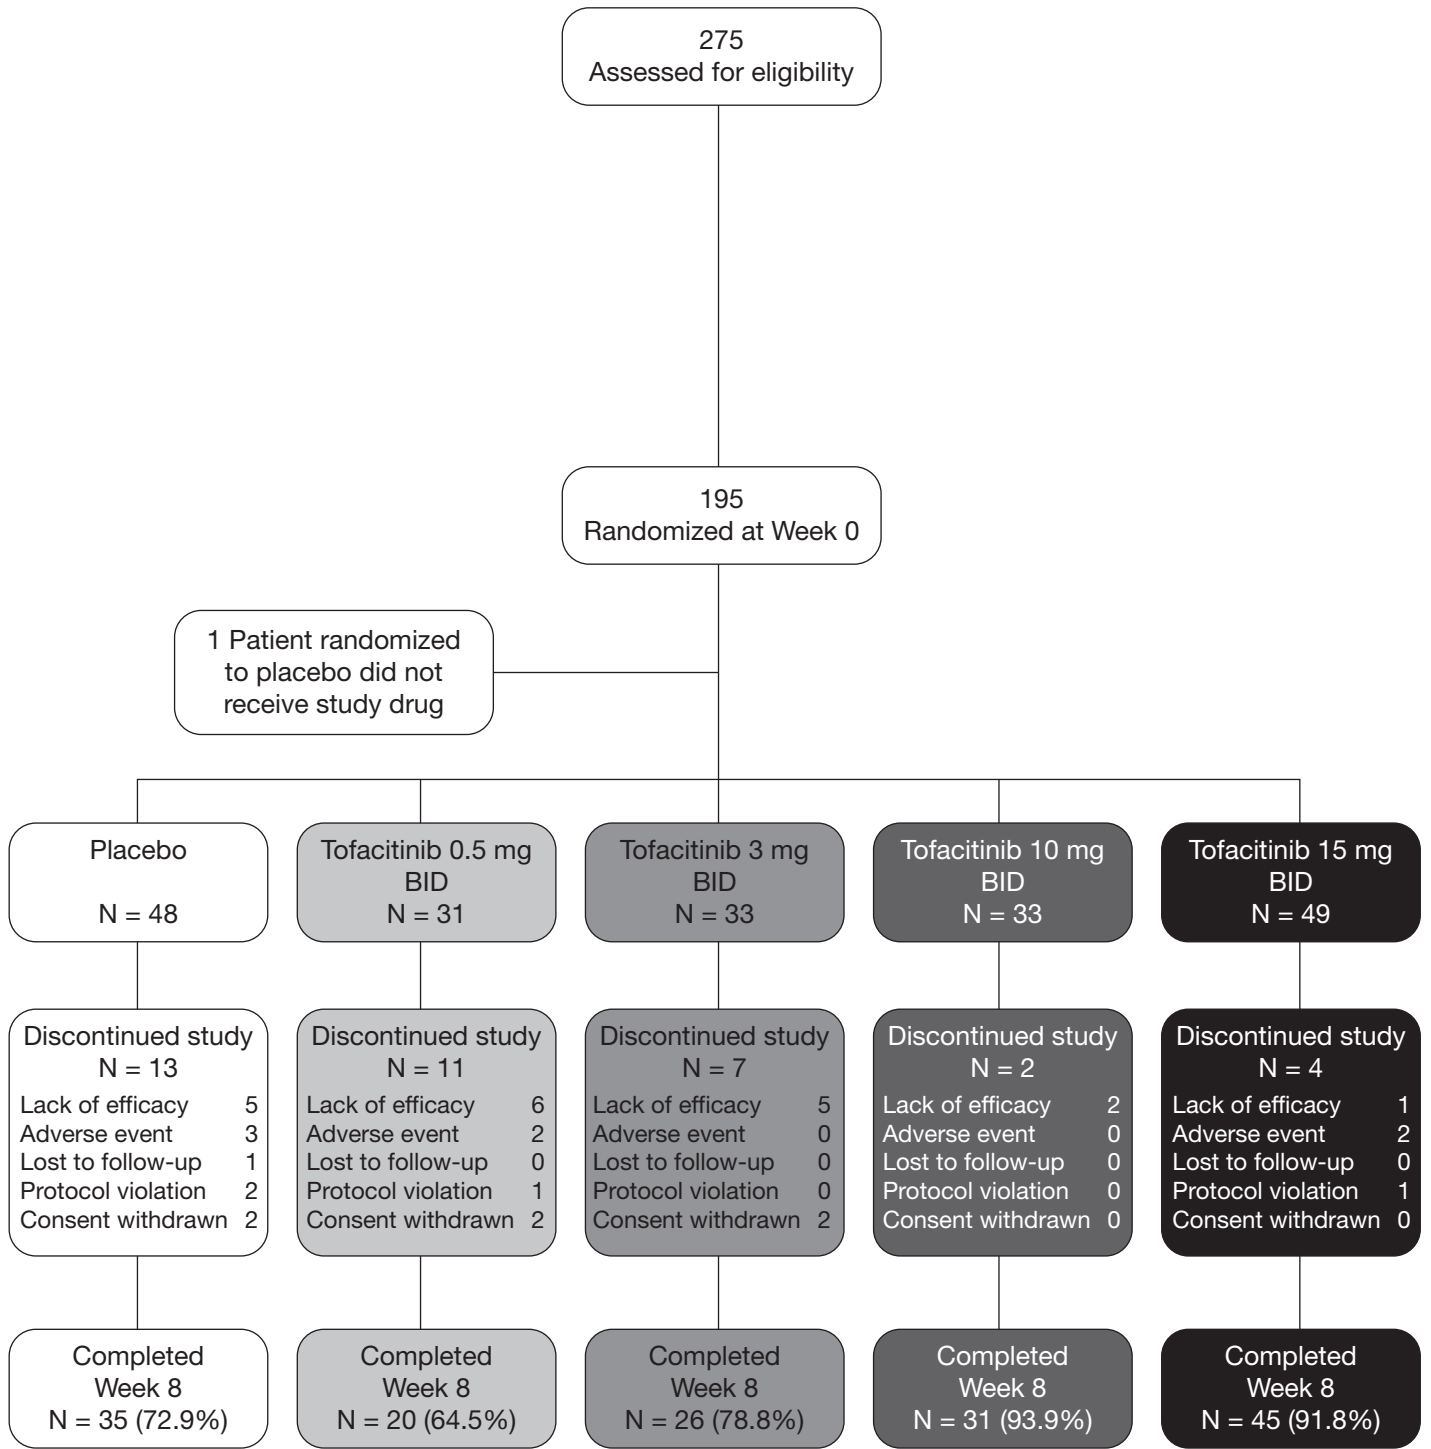 275
Assessed for eligibility
195
Randomized at Week 0
1 Patient randomized
to placebo did not
receive study drug
Placebo
N = 48
Tofacitinib 0.5 mg
BID
N = 31
Tofacitinib 3 mg
BID
N = 33
Tofacitinib 10 mg
BID
N = 33
Tofacitinib 15 mg
BID
N = 49
Discontinued study
N = 13
Lack of efficacy 5
Adverse event 3
Lost to follow-up 1
Protocol violation 2
Consent withdrawn 2
Discontinued study
N = 11
Lack of efficacy 6
Adverse event 2
Lost to follow-up 0
Protocol violation 1
Consent withdrawn 2
Discontinued study
N = 7
Lack of efficacy 5
Adverse event 0
Lost to follow-up 0
Protocol violation 0
Consent withdrawn 2
Discontinued study
N = 2
Lack of efficacy 2
Adverse event 0
Lost to follow-up 0
Protocol violation 0
Consent withdrawn 0
Discontinued study
N = 4
Lack of efficacy 1
Adverse event 2
Lost to follow-up 0
Protocol violation 1
Consent withdrawn 0
Completed
Week 8
N = 35 (72.9%)
Completed
Week 8
N = 20 (64.5%)
Completed
Week 8
N = 26 (78.8%)
Completed
Week 8
N = 31 (93.9%)
Completed
Week 8
N = 45 (91.8%)